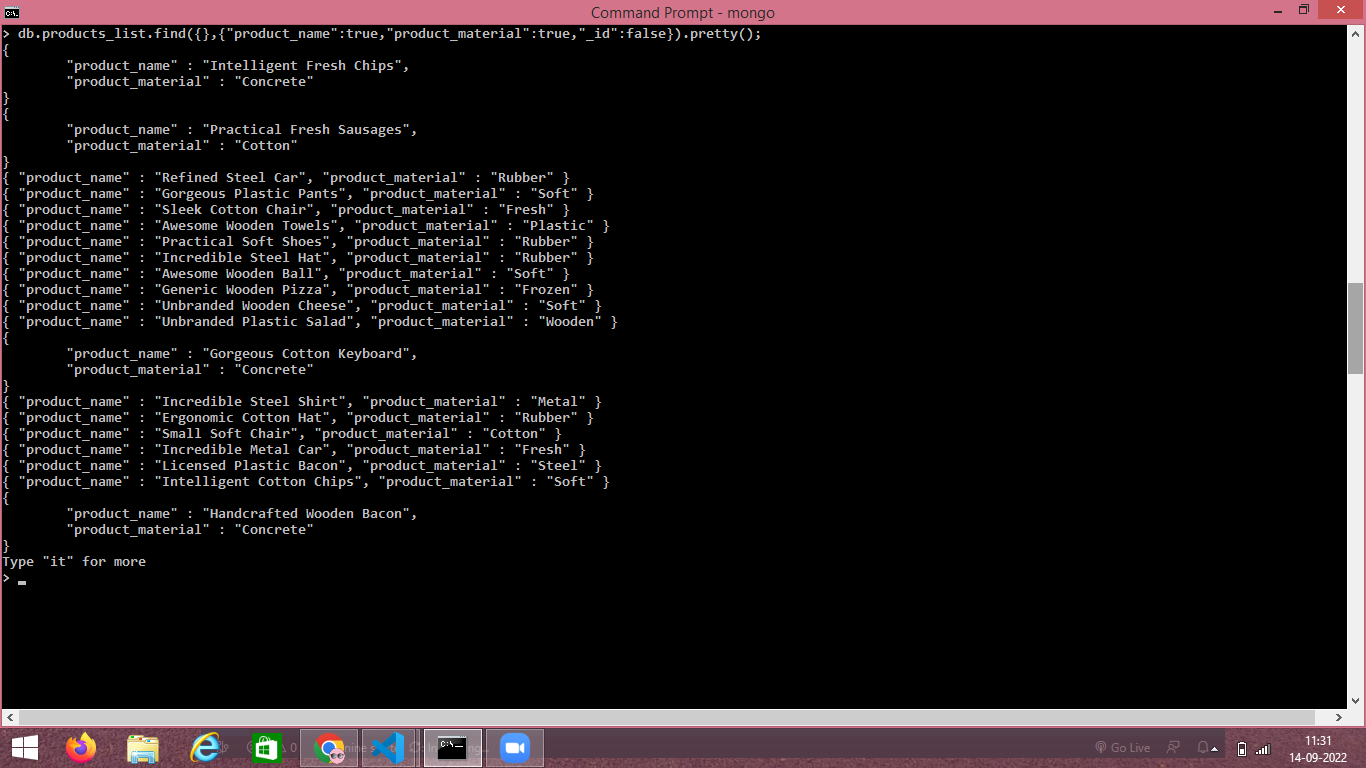 Command Prompt - mongo
> db.products_list.find({},{"product_name":true,"product_material":true,"_id":false}).pretty();
{
        "product_name" : "Intelligent Fresh Chips",
        "product_material" : "Concrete"
}
{
        "product_name" : "Practical Fresh Sausages",
        "product_material" : "Cotton"
}
{ "product_name" : "Refined Steel Car", "product_material" : "Rubber" }
{ "product_name" : "Gorgeous Plastic Pants", "product_material" : "Soft" }
{ "product_name" : "Sleek Cotton Chair", "product_material" : "Fresh" }
{ "product_name" : "Awesome Wooden Towels", "product_material" : "Plastic" }
{ "product_name" : "Practical Soft Shoes", "product_material" : "Rubber" }
{ "product_name" : "Incredible Steel Hat", "product_material" : "Rubber" }
{ "product_name" : "Awesome Wooden Ball", "product_material" : "Soft" }
{ "product_name" : "Generic Wooden Pizza", "product_material" : "Frozen" }
{ "product_name" : "Unbranded Wooden Cheese", "product_material" : "Soft" }
{ "product_name" : "Unbranded Plastic Salad", "product_material" : "Wooden" }
{
        "product_name" : "Gorgeous Cotton Keyboard",
        "product_material" : "Concrete"
}
{ "product_name" : "Incredible Steel Shirt", "product_material" : "Metal" }
{ "product_name" : "Ergonomic Cotton Hat", "product_material" : "Rubber" }
{ "product_name" : "Small Soft Chair", "product_material" : "Cotton" }
{ "product_name" : "Incredible Metal Car", "product_material" : "Fresh" }
{ "product_name" : "Licensed Plastic Bacon", "product_material" : "Steel" }
{ "product_name" : "Intelligent Cotton Chips", "product_material" : "Soft" }
{
        "product_name" : "Handcrafted Wooden Bacon",
        "product_material" : "Concrete"
}
Type "it" for more
>
0
Go Live
11:31
14-09-2022